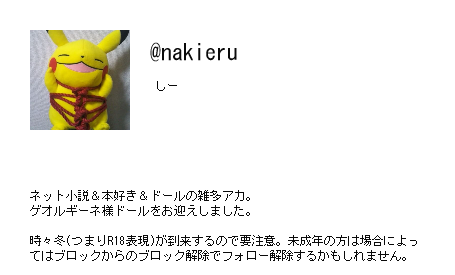 @nakieru
しー
ネット小説＆本好き＆ドールの雑多アカ。
ゲオルギーネ様ドールをお迎えしました。
時々冬(つまりR18表現)が到来するので要注意。未成年の方は場合によっ
てはブロックからのブロック解除でフォロー解除するかもしれません。